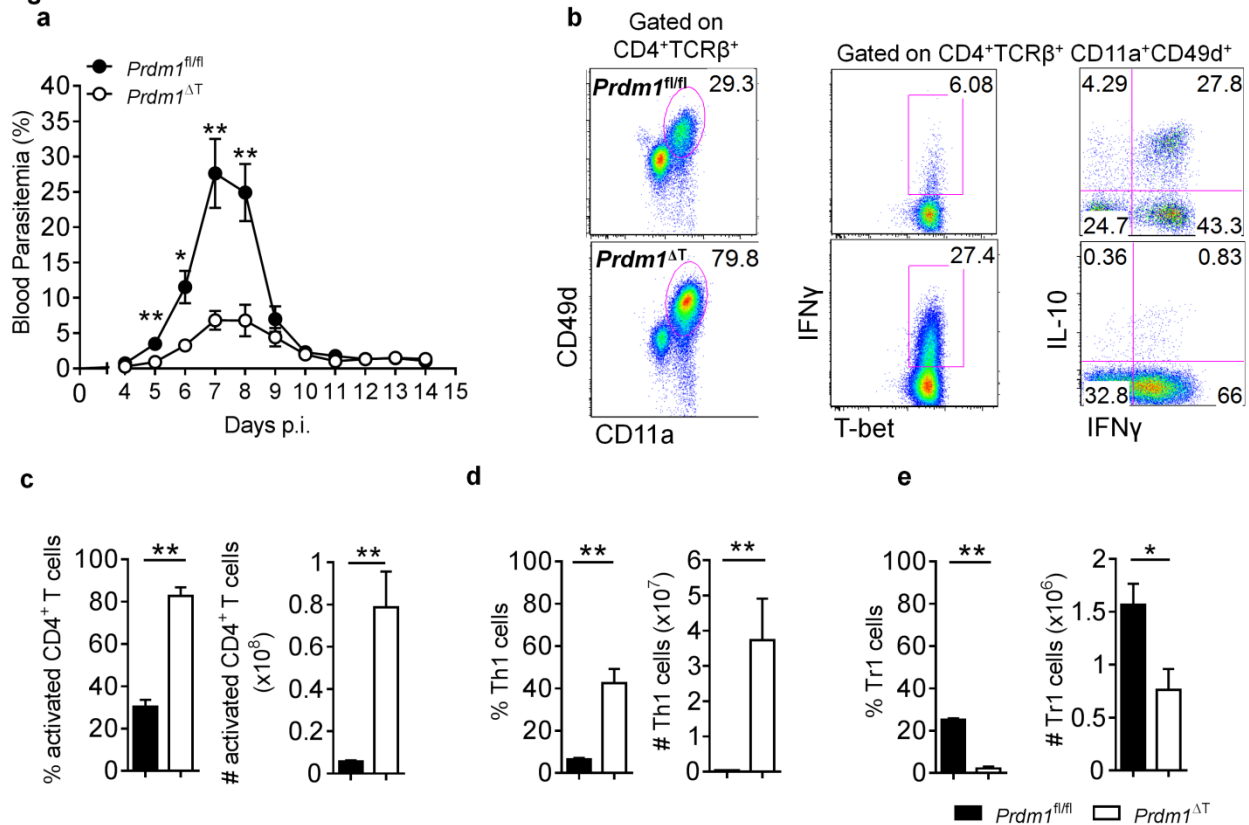 a
Prdm1fl/fl
Prdm1ΔT
Blood Parasitemia (%)
40
35
30
25
20
15
10
5
0
**
*
**
**
0 4 5 6 7 8 9 10 11 12 13 14 15
Days p.i.
b
Gated on
CD4+TCRβ+
Gated on CD4+TCRβ+ CD11a+CD49d+
Prdm1fl/fl 29.3
6.08
4.29 27.8
24.7 43.3
Prdm1ΔT 79.8
27.4
0.36 0.83
32.8 66
CD49d
CD11a
IFNγ
T-bet
IL-10
IFNγ
c
% activated CD4+ T cells
100
80
60
40
20
0
**
# activated CD4+ T cells
(x10^8)
1
0.8
0.6
0.4
0.2
0
**
d
% Th1 cells
100
80
60
40
20
0
**
# Th1 cells (x10^7)
6
5
4
3
2
1
0
**
e
% Tr1 cells
100
80
60
40
20
0
**
# Tr1 cells (x10^6)
2
1.5
1
0.5
0
*
Prdm1fl/fl Prdm1ΔT